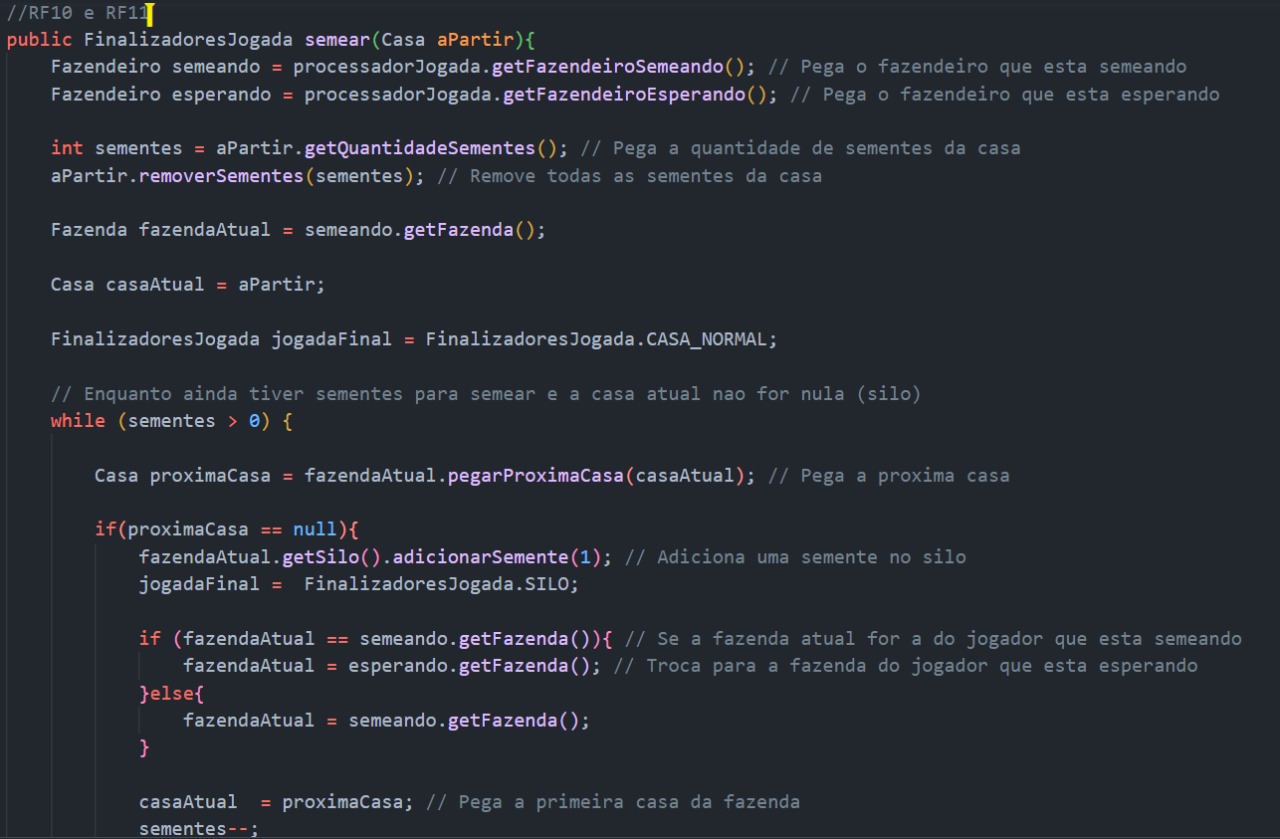 //RF10 e RF11
public FinalizadoresJogada semear(Casa aPartir){
    Fazendeiro semeando = processadorJogada.getFazendeiroSemeando(); // Pega o fazendeiro que esta semeando
    Fazendeiro esperando = processadorJogada.getFazendeiroEsperando(); // Pega o fazendeiro que esta esperando

    int sementes = aPartir.getQuantidadeSementes(); // Pega a quantidade de sementes da casa
    aPartir.removerSementes(sementes); // Remove todas as sementes da casa

    Fazenda fazendaAtual = semeando.getFazenda();

    Casa casaAtual = aPartir;

    FinalizadoresJogada jogadaFinal = FinalizadoresJogada.CASA_NORMAL;

    // Enquanto ainda tiver sementes para semear e a casa atual nao for nula (silo)
    while (sementes > 0) {

        Casa proximaCasa = fazendaAtual.pegarProximaCasa(casaAtual); // Pega a proxima casa

        if(proximaCasa == null){
            fazendaAtual.getSilo().adicionarSemente(1); // Adiciona uma semente no silo
            jogadaFinal =  FinalizadoresJogada.SILO;

            if (fazendaAtual == semeando.getFazenda()){ // Se a fazenda atual for a do jogador que esta semeando
                fazendaAtual = esperando.getFazenda(); // Troca para a fazenda do jogador que esta esperando
            }else{
                fazendaAtual = semeando.getFazenda();
            }

            casaAtual  = proximaCasa; // Pega a primeira casa da fazenda
            sementes--;